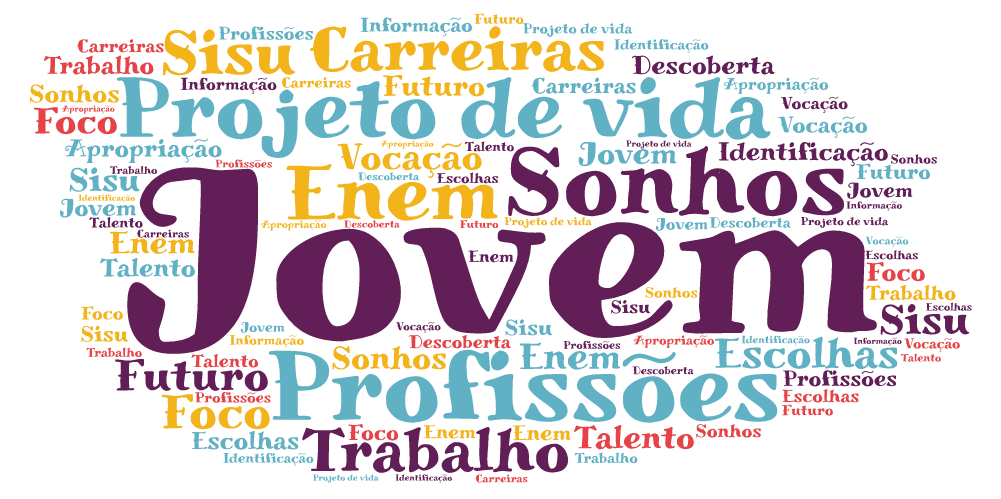 Informação
Futuro
Projeto de vida
Profissões
Carreiras
Sisu
Carreiras
Identificação
Trabalho
Descoberta
Informação
Carreiras
Futuro
Carreiras
Apropriação
Sonhos
Apropriação
Projeto de vida
Vocação
Foco
Vocação
Apropriação
Apropriação
Talento
Projeto de vida
Vocação
Jovem
Identificação
Sonhos
Profissões
Trabalho
Sisu
Descoberta
Escolhas
Sonhos
Futuro
Jovem
Enem
Identificação
Jovem
Informação
Talento
Apropriação
Descoberta
Futuro
Projeto de vida
Jovem
Descoberta
Projeto de vida
Carreiras
Enem
Jovem
Vocação
Enem
Escolhas
Talento
Foco
Sonhos
Trabalho
Sisu
Escolhas
Foco
Sisu
Sisu
Jovem
Vocação
Sisu
Informação
Descoberta
Profissões
Apropriação
Identificação
Informação
Vocação
Trabalho
Talento
Sonhos
Enem
Escolhas
Talento
Futuro
Descoberta
Profissões
Profissões
Profissões
Escolhas
Foco
Futuro
Escolhas
Trabalho
Foco
Enem
Enem
Talento
Sonhos
Identificação
Trabalho
Projeto de vida
Identificação
Carreiras